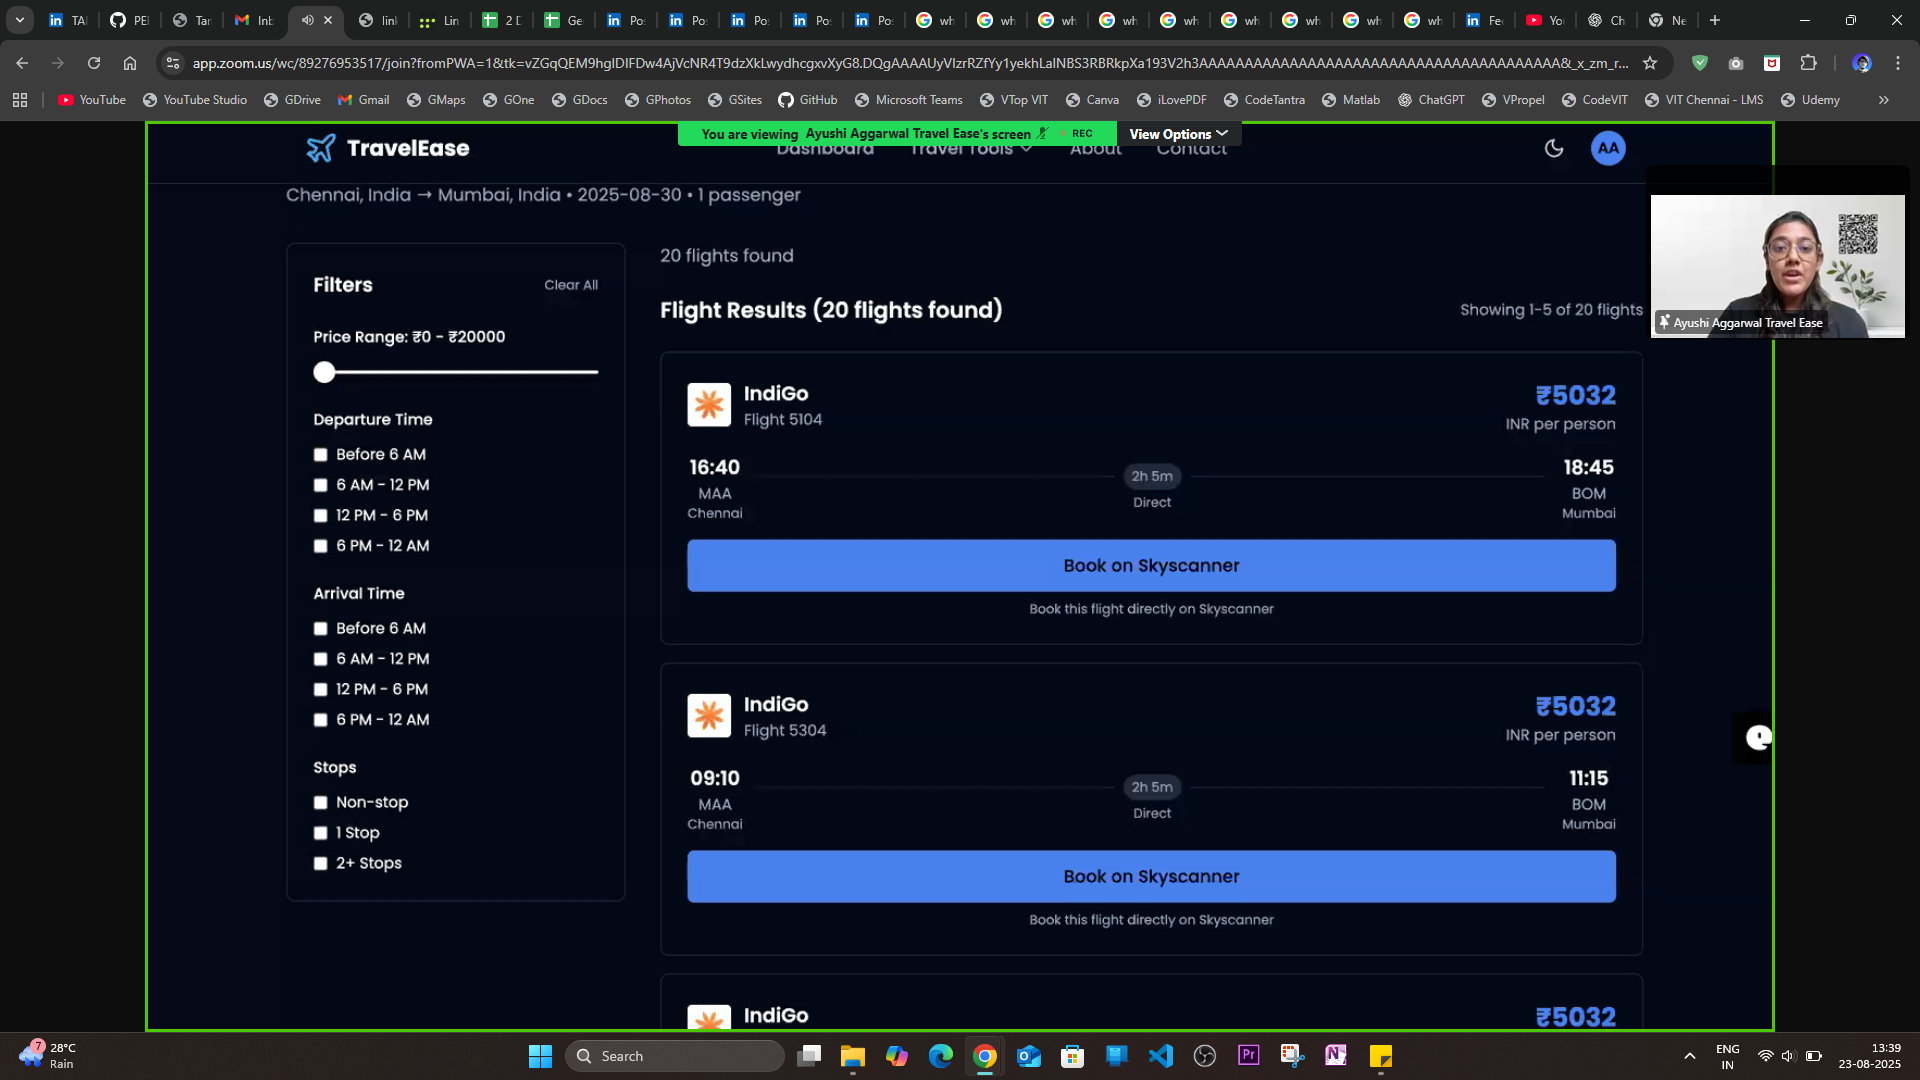 TAI
PEI
Tar
Inb
link
Lin
2 D
Ge
Po
Po
Po
Po
Po
wh
wh
wh
wh
wh
wh
wh
wh
wh
Fee
You
Ch
Ne
app.zoom.us/wc/89276953517/join?fromPWA=1&tk=
YouTube
YouTube Studio
GDrive
Gmail
GMaps
GOne
GDocs
GPhotos
GSites
GitHub
Microsoft Teams
VTop VIT
Canva
iLovePDF
CodeTantra
Matlab
ChatGPT
VPropel
CodeVIT
VIT Chennai - LMS
Udemy
You are viewing Ayushi Aggarwal Travel Ease's screen
REC
View Options
TravelEase
Dashboard
Travel Tools
About
Contact
AA
Chennai, India → Mumbai, India • 2025-08-30 • 1 passenger
Ayushi Aggarwal Travel Ease
Filters
Clear All
Price Range: ₹0 - ₹20000
Departure Time
Before 6 AM
6 AM - 12 PM
12 PM - 6 PM
6 PM - 12 AM
Arrival Time
Before 6 AM
6 AM - 12 PM
12 PM - 6 PM
6 PM - 12 AM
Stops
Non-stop
1 Stop
2+ Stops
20 flights found
Flight Results (20 flights found)
Showing 1-5 of 20 flights
IndiGo
Flight 5104
₹5032
INR per person
16:40
MAA
Chennai
2h 5m
Direct
18:45
BOM
Mumbai
Book on Skyscanner
Book this flight directly on Skyscanner
IndiGo
Flight 5304
₹5032
INR per person
09:10
MAA
Chennai
2h 5m
Direct
11:15
BOM
Mumbai
Book on Skyscanner
Book this flight directly on Skyscanner
IndiGo
₹5032
7
28°C
Rain
Search
Pr
N
ENG
IN
13:39
23-08-2025